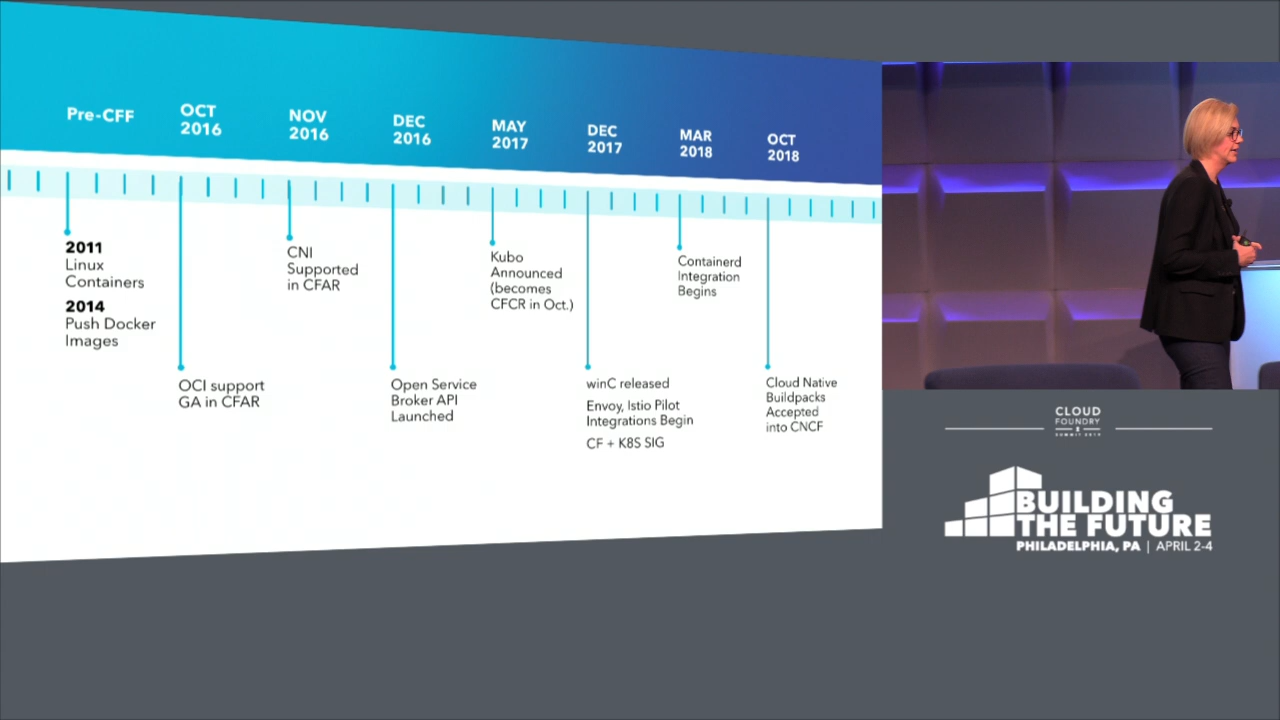 Pre-CFF
2011
Linux
Containers
2014
Push Docker
Images
OCT
2016
OCI support
GA in CFAR
NOV
2016
CNI
Supported
in CFAR
DEC
2016
Open Service
Broker API
Launched
MAY
2017
Kubo
Announced
(becomes
CFCR in Oct.)
DEC
2017
winC released
Envoy, Istio Pilot
Integrations Begin
CF + K8S SIG
MAR
2018
Containerd
Integration
Begins
OCT
2018
Cloud Native
Buildpacks
Accepted
into CNCF
CLOUD
FOUNDRY
SUMMIT 2019
BUILDING
THE FUTURE
PHILADELPHIA, PA | APRIL 2-4